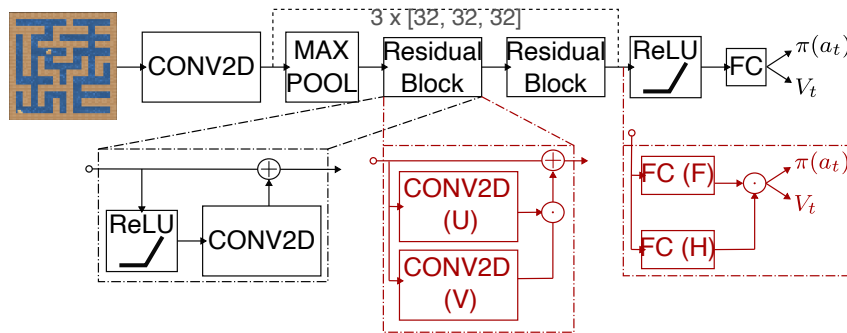 3 x [32, 32, 32]
CONV2D
MAX
POOL
Residual
Block
Residual
Block
ReLU
FC
π(a_t)
V_t
ReLU
CONV2D
CONV2D
(U)
CONV2D
(V)
FC (F)
FC (H)
π(a_t)
V_t